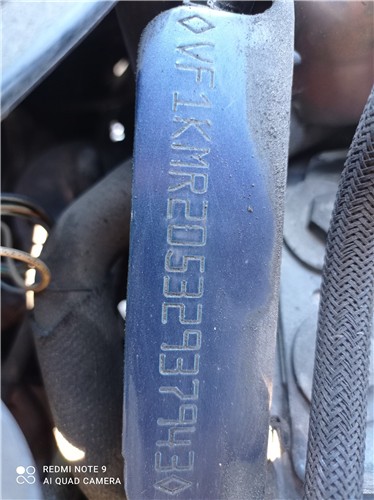 ◇VF1KMR20532937943◇
REDMI NOTE 9
AI QUAD CAMERA